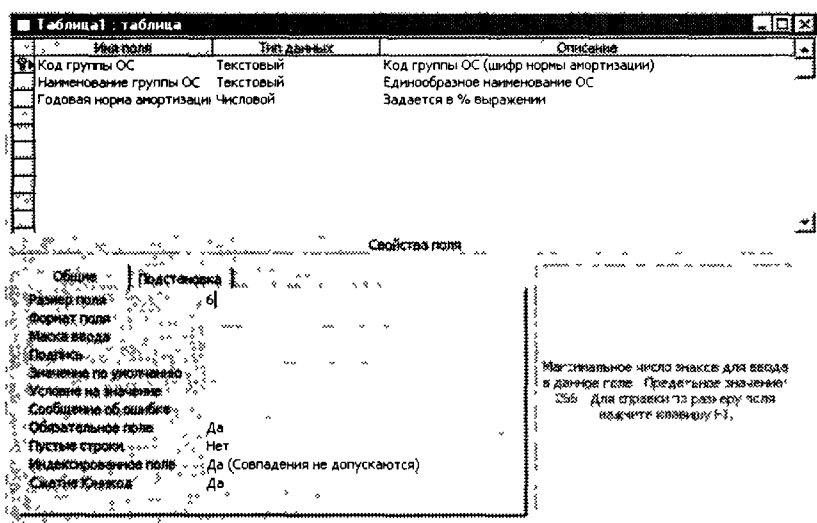 Таблица1 : таблица
Имя поля Тип данных Описание
Код группы ОС Текстовый Код группы ОС (шифр нормы амортизации)
Наименование группы ОС Текстовый Единообразное наименование ОС
Годовая норма амортизации Числовой Задается в % выражении
Свойства поля
Общие Подстановка
Размер поля 6
Формат поля
Маска ввода
Подпись
Значение по умолчанию
Условие на значение
Сообщение об ошибке
Обязательное поле Да
Пустые строки Нет
Индексированное поле Да (Совпадения не допускаются)
Сжатие Юникод Да
Максимальное число знаков для ввода
в данное поле. Предельное значение
Для справки по размеру поля
нажмите клавишу F1.